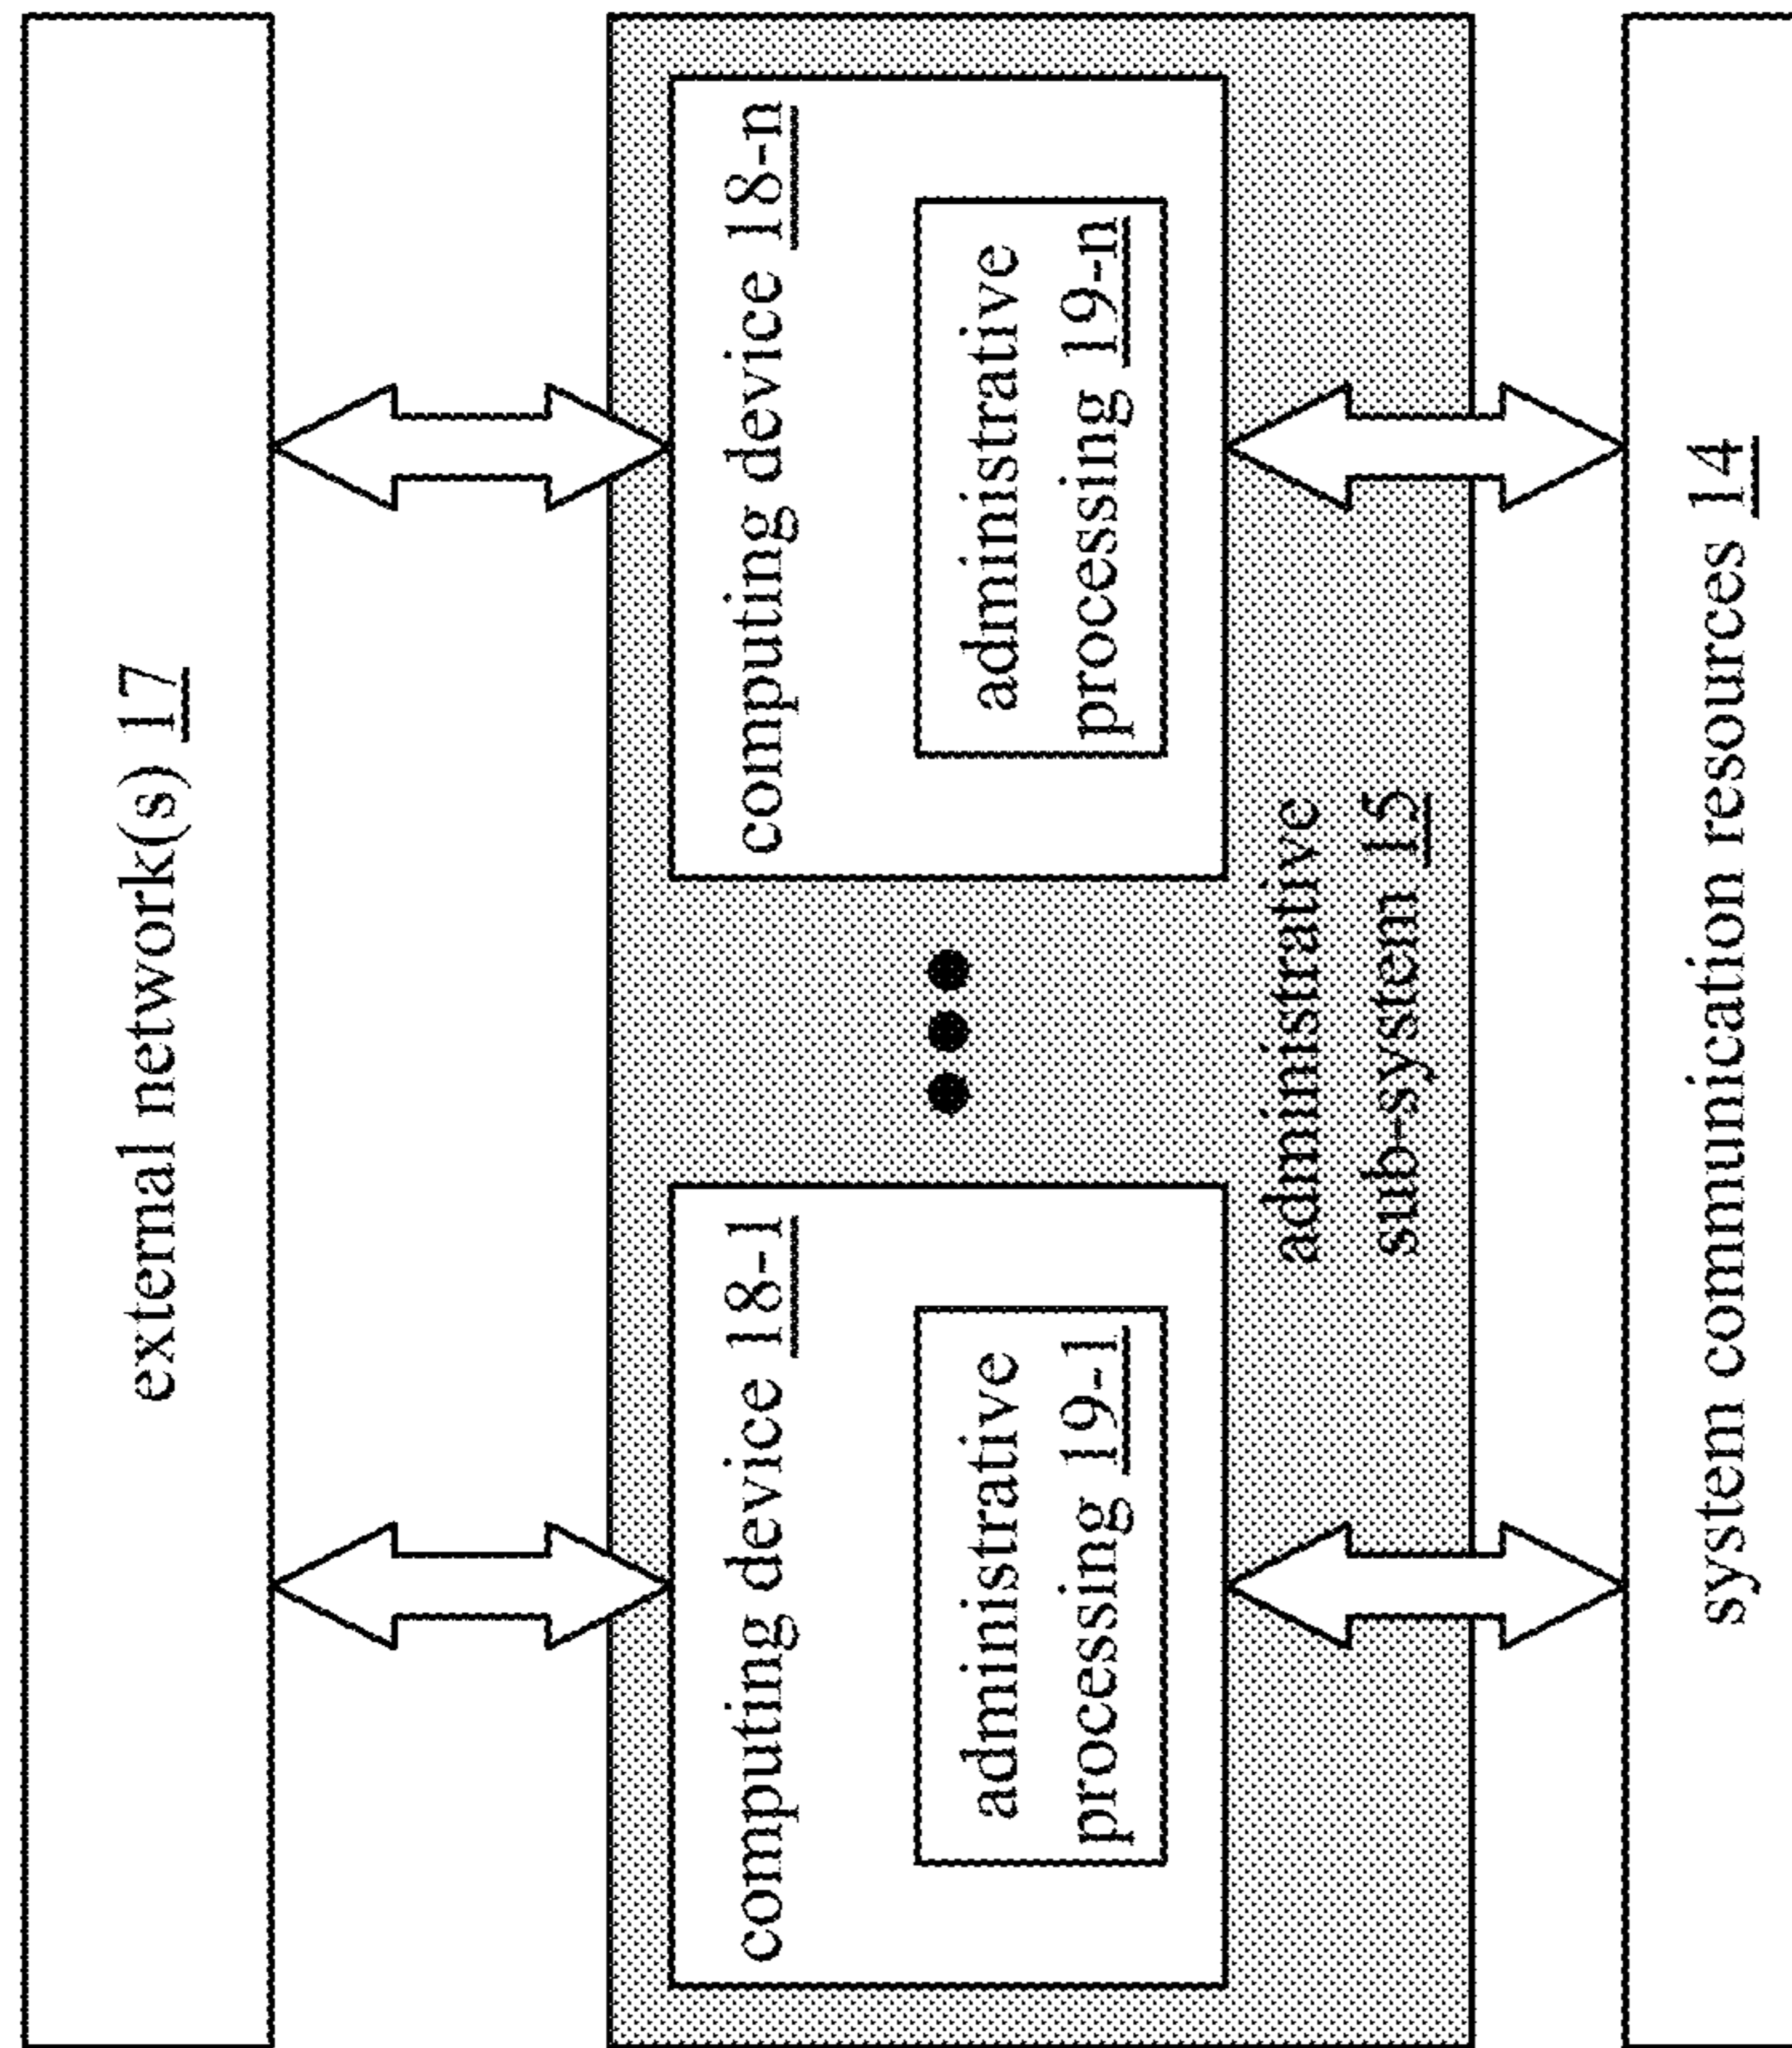 external network(s) 17
computing device 18-1
administrative
processing 19-1
computing device 18-n
administrative
processing 19-n
administrative
sub-system 15
system communication resources 14